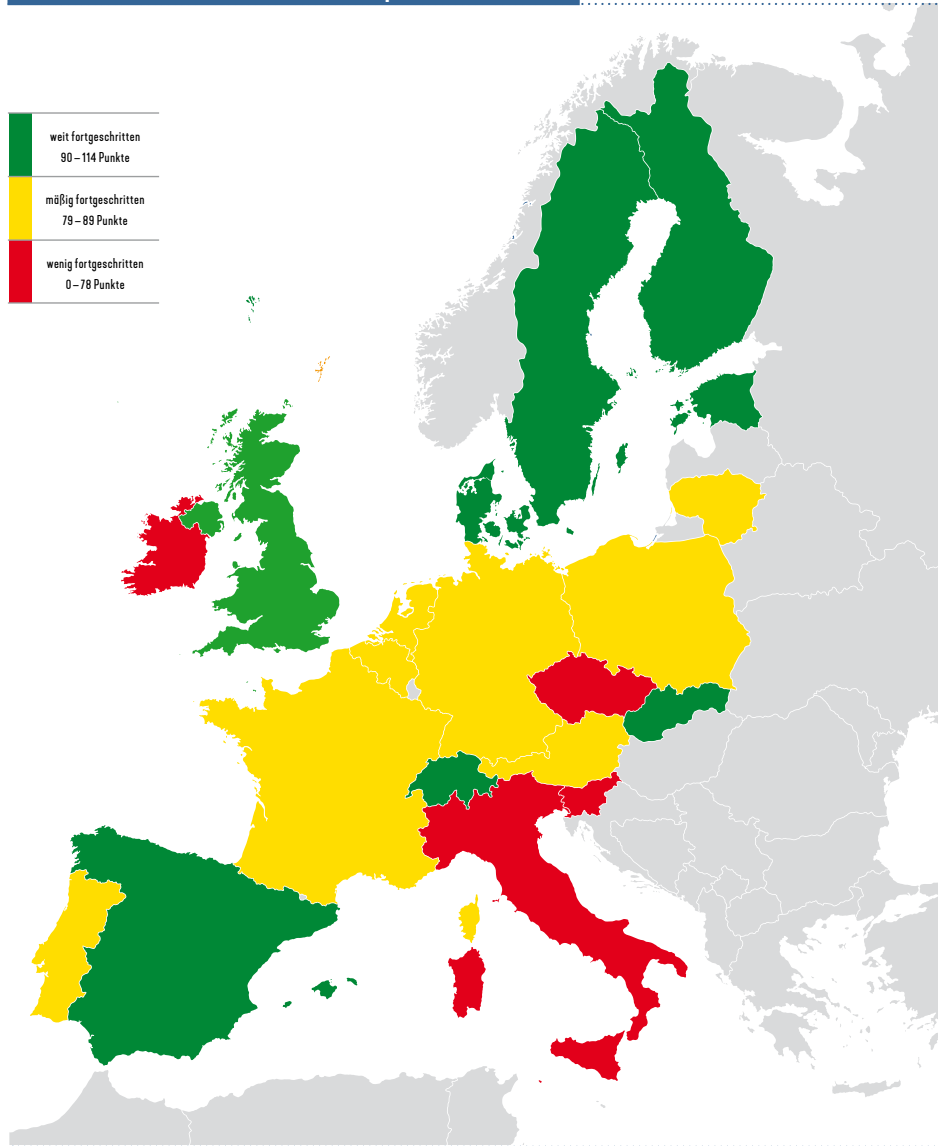 weit fortgeschritten
90 – 114 Punkte
mäßig fortgeschritten
79 – 89 Punkte
wenig fortgeschritten
0 – 78 Punkte